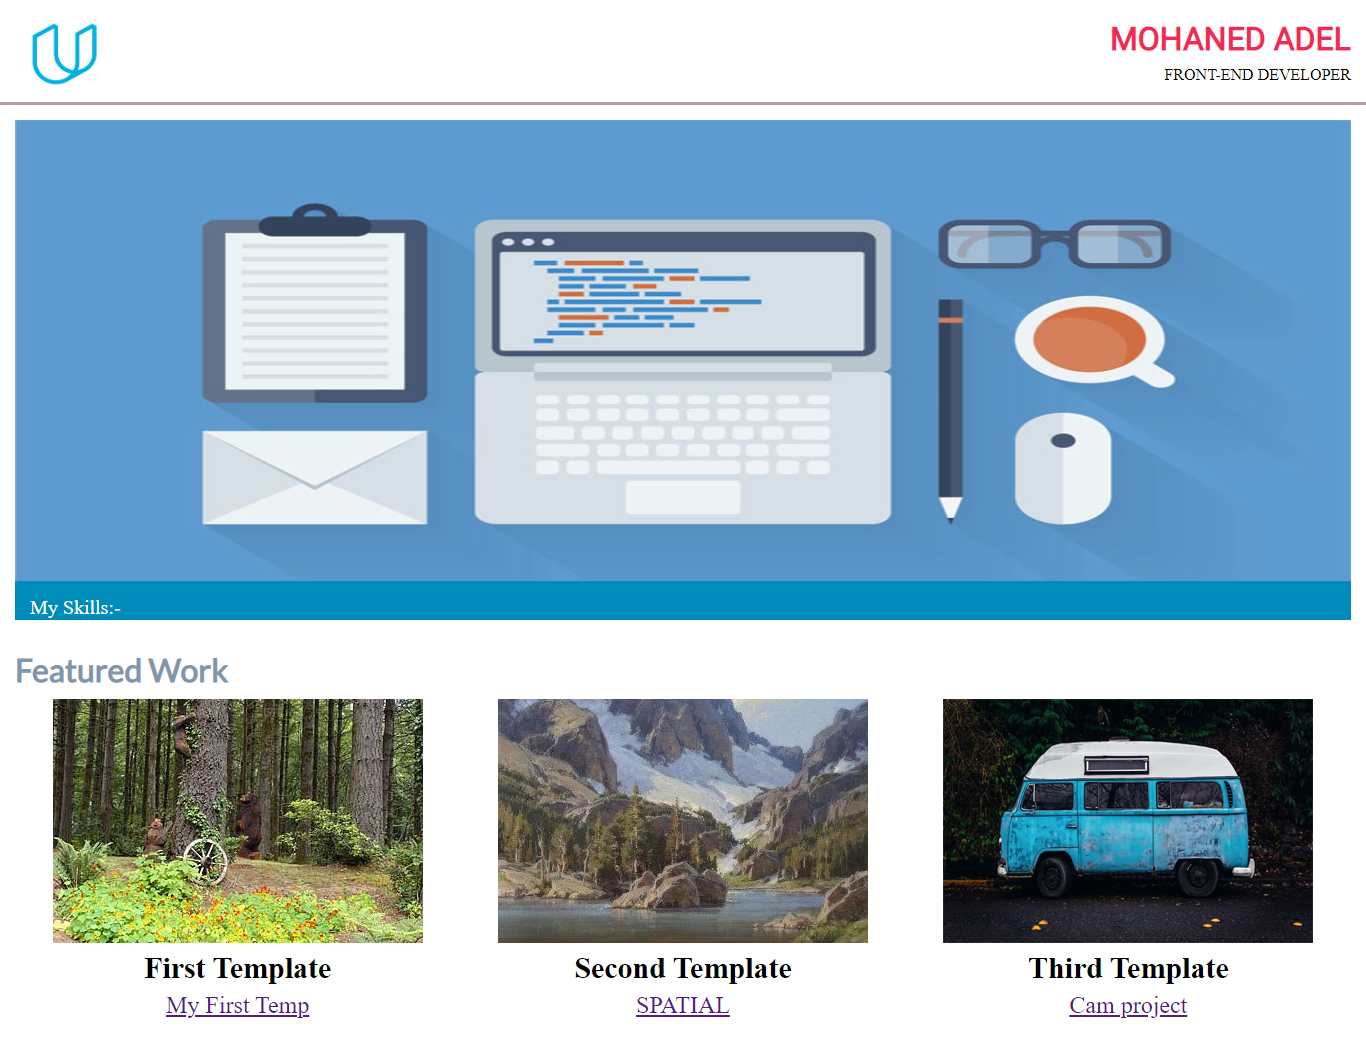 MOHANED ADEL
FRONT-END DEVELOPER
My Skills:-
Featured Work
First Template
Second Template
Third Template
My First Temp
SPATIAL
Cam project